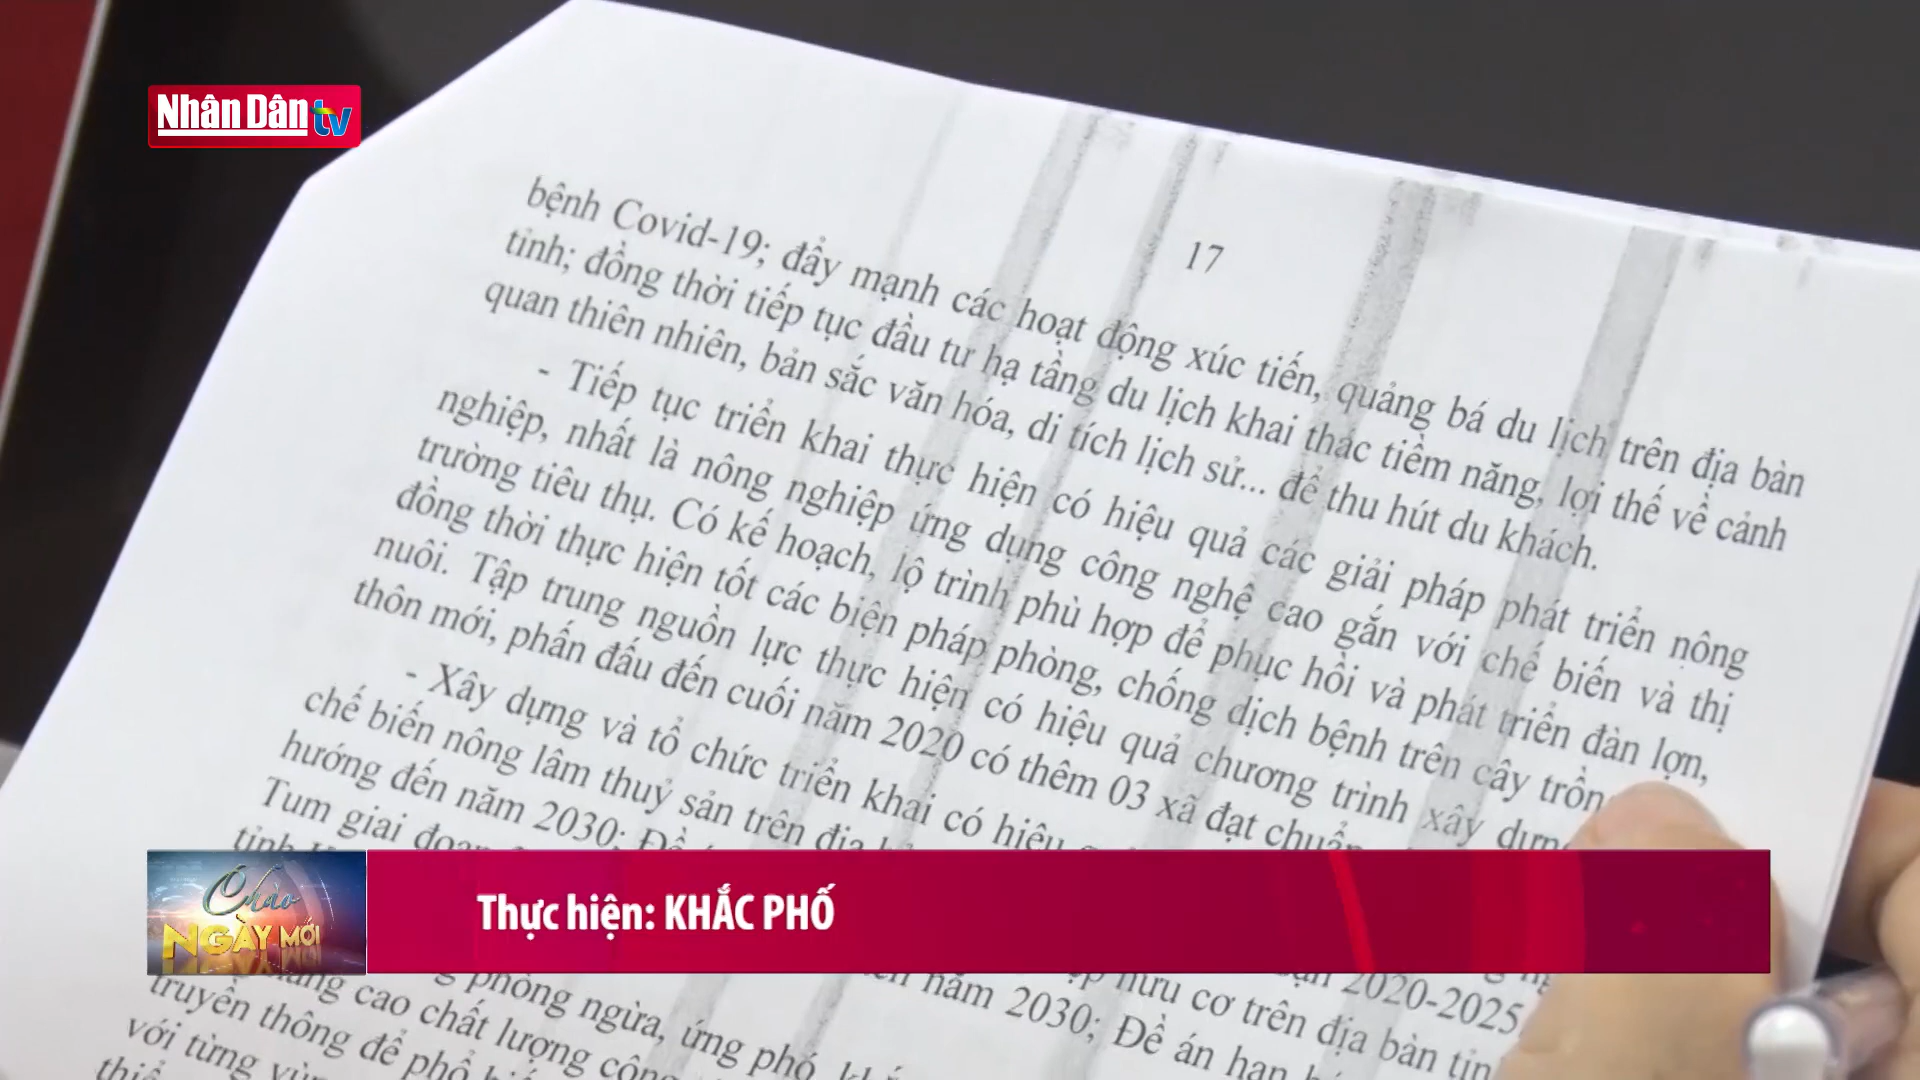 Nhân Dân tv
17
bệnh Covid-19; đẩy mạnh các hoạt động xúc tiến, quảng bá du lịch trên địa bàn
tỉnh; đồng thời tiếp tục đầu tư hạ tầng du lịch khai thác tiềm năng, lợi thế về cảnh
quan thiên nhiên, bản sắc văn hóa, di tích lịch sử... để thu hút du khách.
- Tiếp tục triển khai thực hiện có hiệu quả các giải pháp phát triển nông
nghiệp, nhất là nông nghiệp ứng dụng công nghệ cao gắn với chế biến và thị
trường tiêu thụ. Có kế hoạch, lộ trình phù hợp để phục hồi và phát triển đàn lợn,
đồng thời thực hiện tốt các biện pháp phòng, chống dịch bệnh trên cây
nuôi. Tập trung nguồn lực thực hiện có hiệu quả chương trình xây
thôn mới, phấn đấu đến cuối năm 2020 có thêm 03 xã đạt
- Xây dựng và tổ chức triển khai có hiệu
chế biến nông lâm thuỷ sản trên địa
hướng đến năm 2030;
Tum giai đoạn
tỉnh
Chào
NGÀY MỚI
Thực hiện: KHẮC PHỐ
2020-2025
hữu cơ trên địa bàn
năm 2030; Đề án
cao chất lượng
phòng ngừa, ứng phó,
truyền thông để phổ
với từng